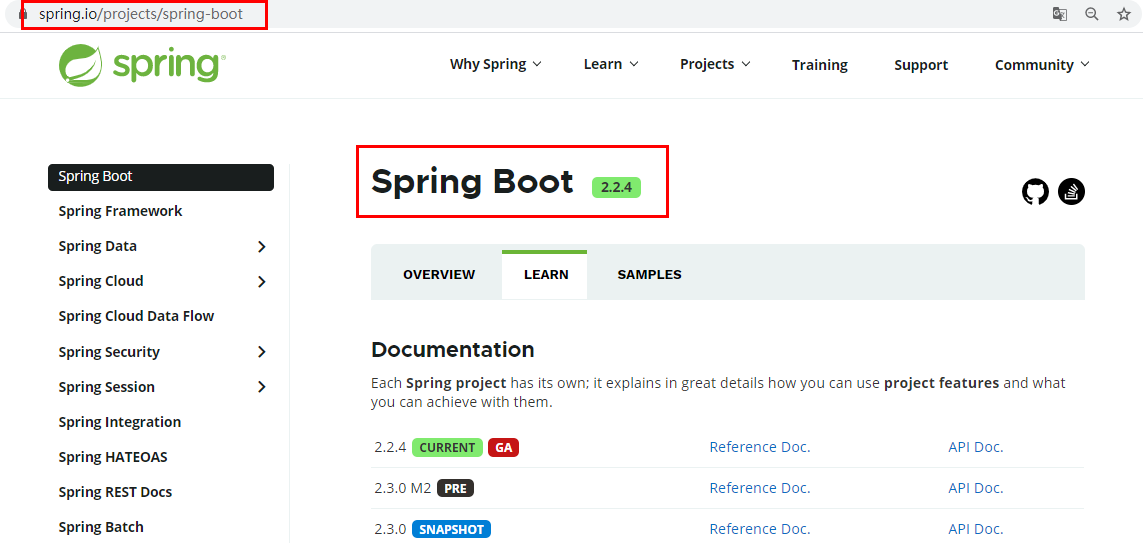 spring.io/projects/spring-boot
spring
Why Spring Learn Projects Training Support Community
Spring Boot
Spring Framework
Spring Data
Spring Cloud
Spring Cloud Data Flow
Spring Security
Spring Session
Spring Integration
Spring HATEOAS
Spring REST Docs
Spring Batch
Spring Boot 2.2.4
OVERVIEW LEARN SAMPLES
Documentation
Each Spring project has its own; it explains in great details how you can use project features and what
you can achieve with them.
2.2.4 CURRENT GA Reference Doc. API Doc.
2.3.0 M2 PRE Reference Doc. API Doc.
2.3.0 SNAPSHOT Reference Doc. API Doc.